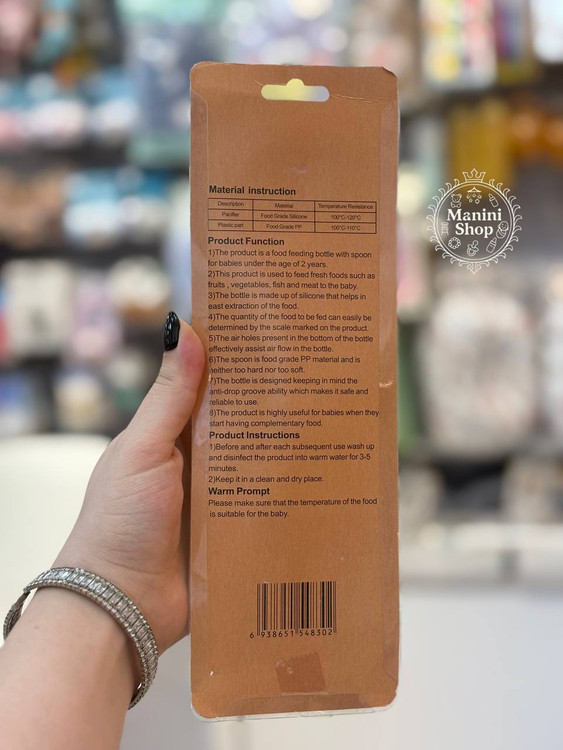 Material instruction
Description Material Temperature Resistance
Pacifier Food Grade Silicone 100°C-120°C
Plastic part Food Grade PP 100°C-110°C
Product Function
1)The product is a food feeding bottle with spoon
for babies under the age of 2 years.
2)This product is used to feed fresh foods such as
fruits , vegetables, fish and meat to the baby.
3)The bottle is made up of silicone that helps in
east extraction of the food.
4)The quantity of the food to be fed can easily be
determined by the scale marked on the product.
5)The air holes present in the bottom of the bottle
effectively assist air flow in the bottle.
6)The spoon is food grade PP material and is
neither too hard nor too soft.
7)The bottle is designed keeping in mind the
anti-drop groove ability which makes it safe and
reliable to use.
8)The product is highly useful for babies when they
start having complementary food.
Product Instructions
1)Before and after each subsequent use wash up
and disinfect the product into warm water for 3-5
minutes.
2)Keep it in a clean and dry place.
Warm Prompt
Please make sure that the temperature of the food
is suitable for the baby.
6 938651 548302
Manini
Shop